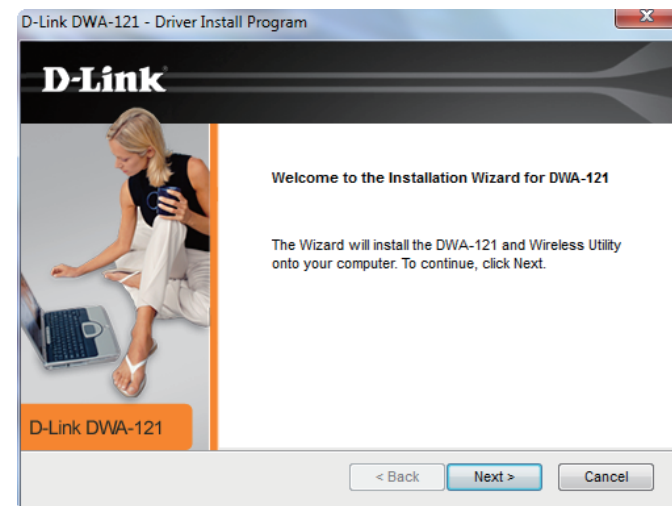 D-Link DWA-121 - Driver Install Program
D-Link
Welcome to the Installation Wizard for DWA-121
The Wizard will install the DWA-121 and Wireless Utility
onto your computer. To continue, click Next.
D-Link DWA-121
< Back Next > Cancel